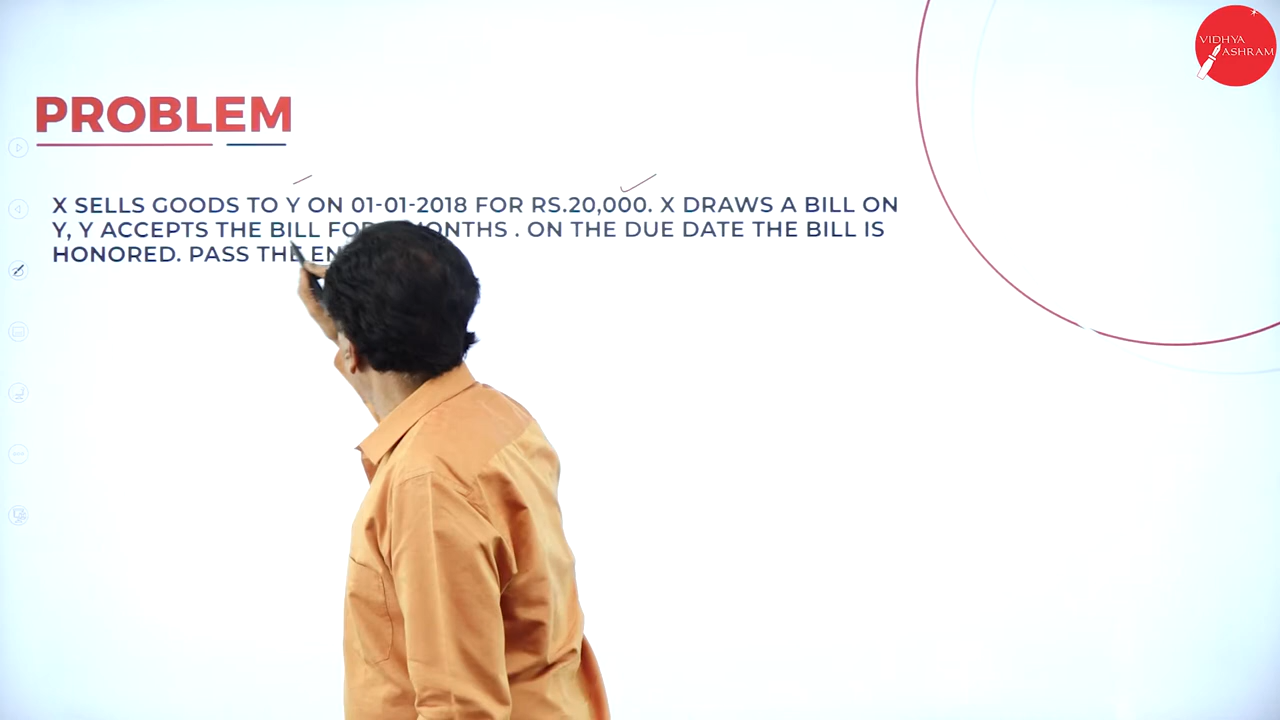 VIDHYA
ASHRAM
PROBLEM
X SELLS GOODS TO Y ON 01-01-2018 FOR RS.20,000. X DRAWS A BILL ON
Y, Y ACCEPTS THE BILL MONTHS . ON THE DUE DATE THE BILL IS
HONORED. PASS THE